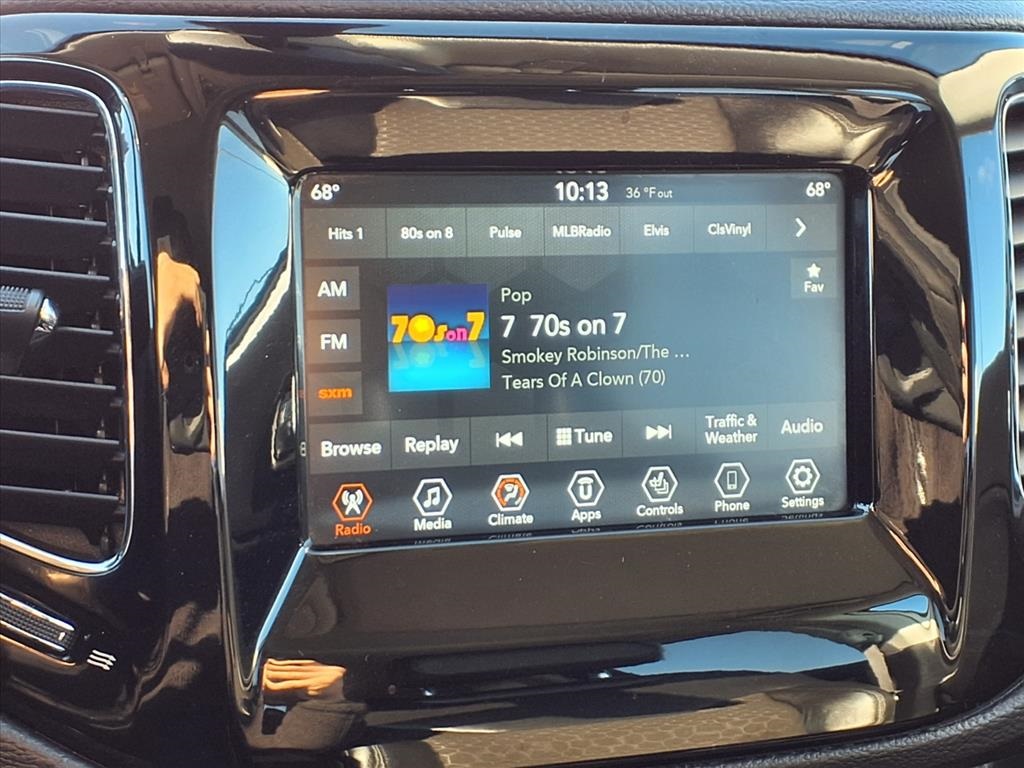 68° 10:13 36 °F out 68°
Hits 1 80s on 8 Pulse MLBRadio Elvis ClsVinyl
Fav
AM
FM
sxm
70s on 7
Pop
7 70s on 7
Smokey Robinson/The ...
Tears Of A Clown (70)
Browse Replay Tune Traffic &
Weather Audio
Radio Media Climate Apps Controls Phone Settings